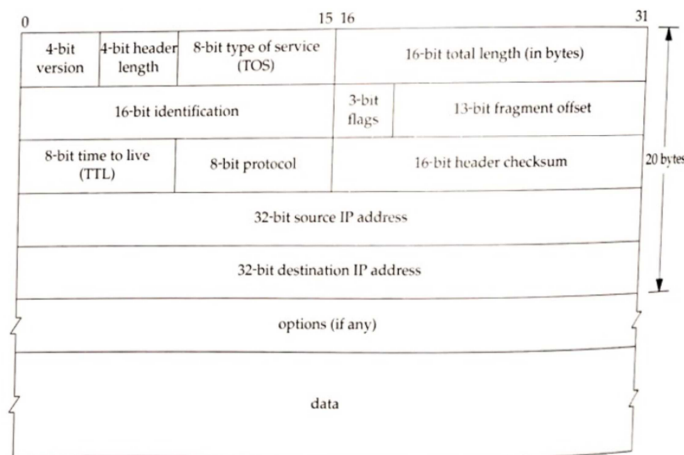 0 15 16 31
4-bit
version
4-bit header
length
8-bit type of service
(TOS)
16-bit total length (in bytes)
16-bit identification
3-bit
flags
13-bit fragment offset
8-bit time to live
(TTL)
8-bit protocol
16-bit header checksum
20 bytes
32-bit source IP address
32-bit destination IP address
options (if any)
data